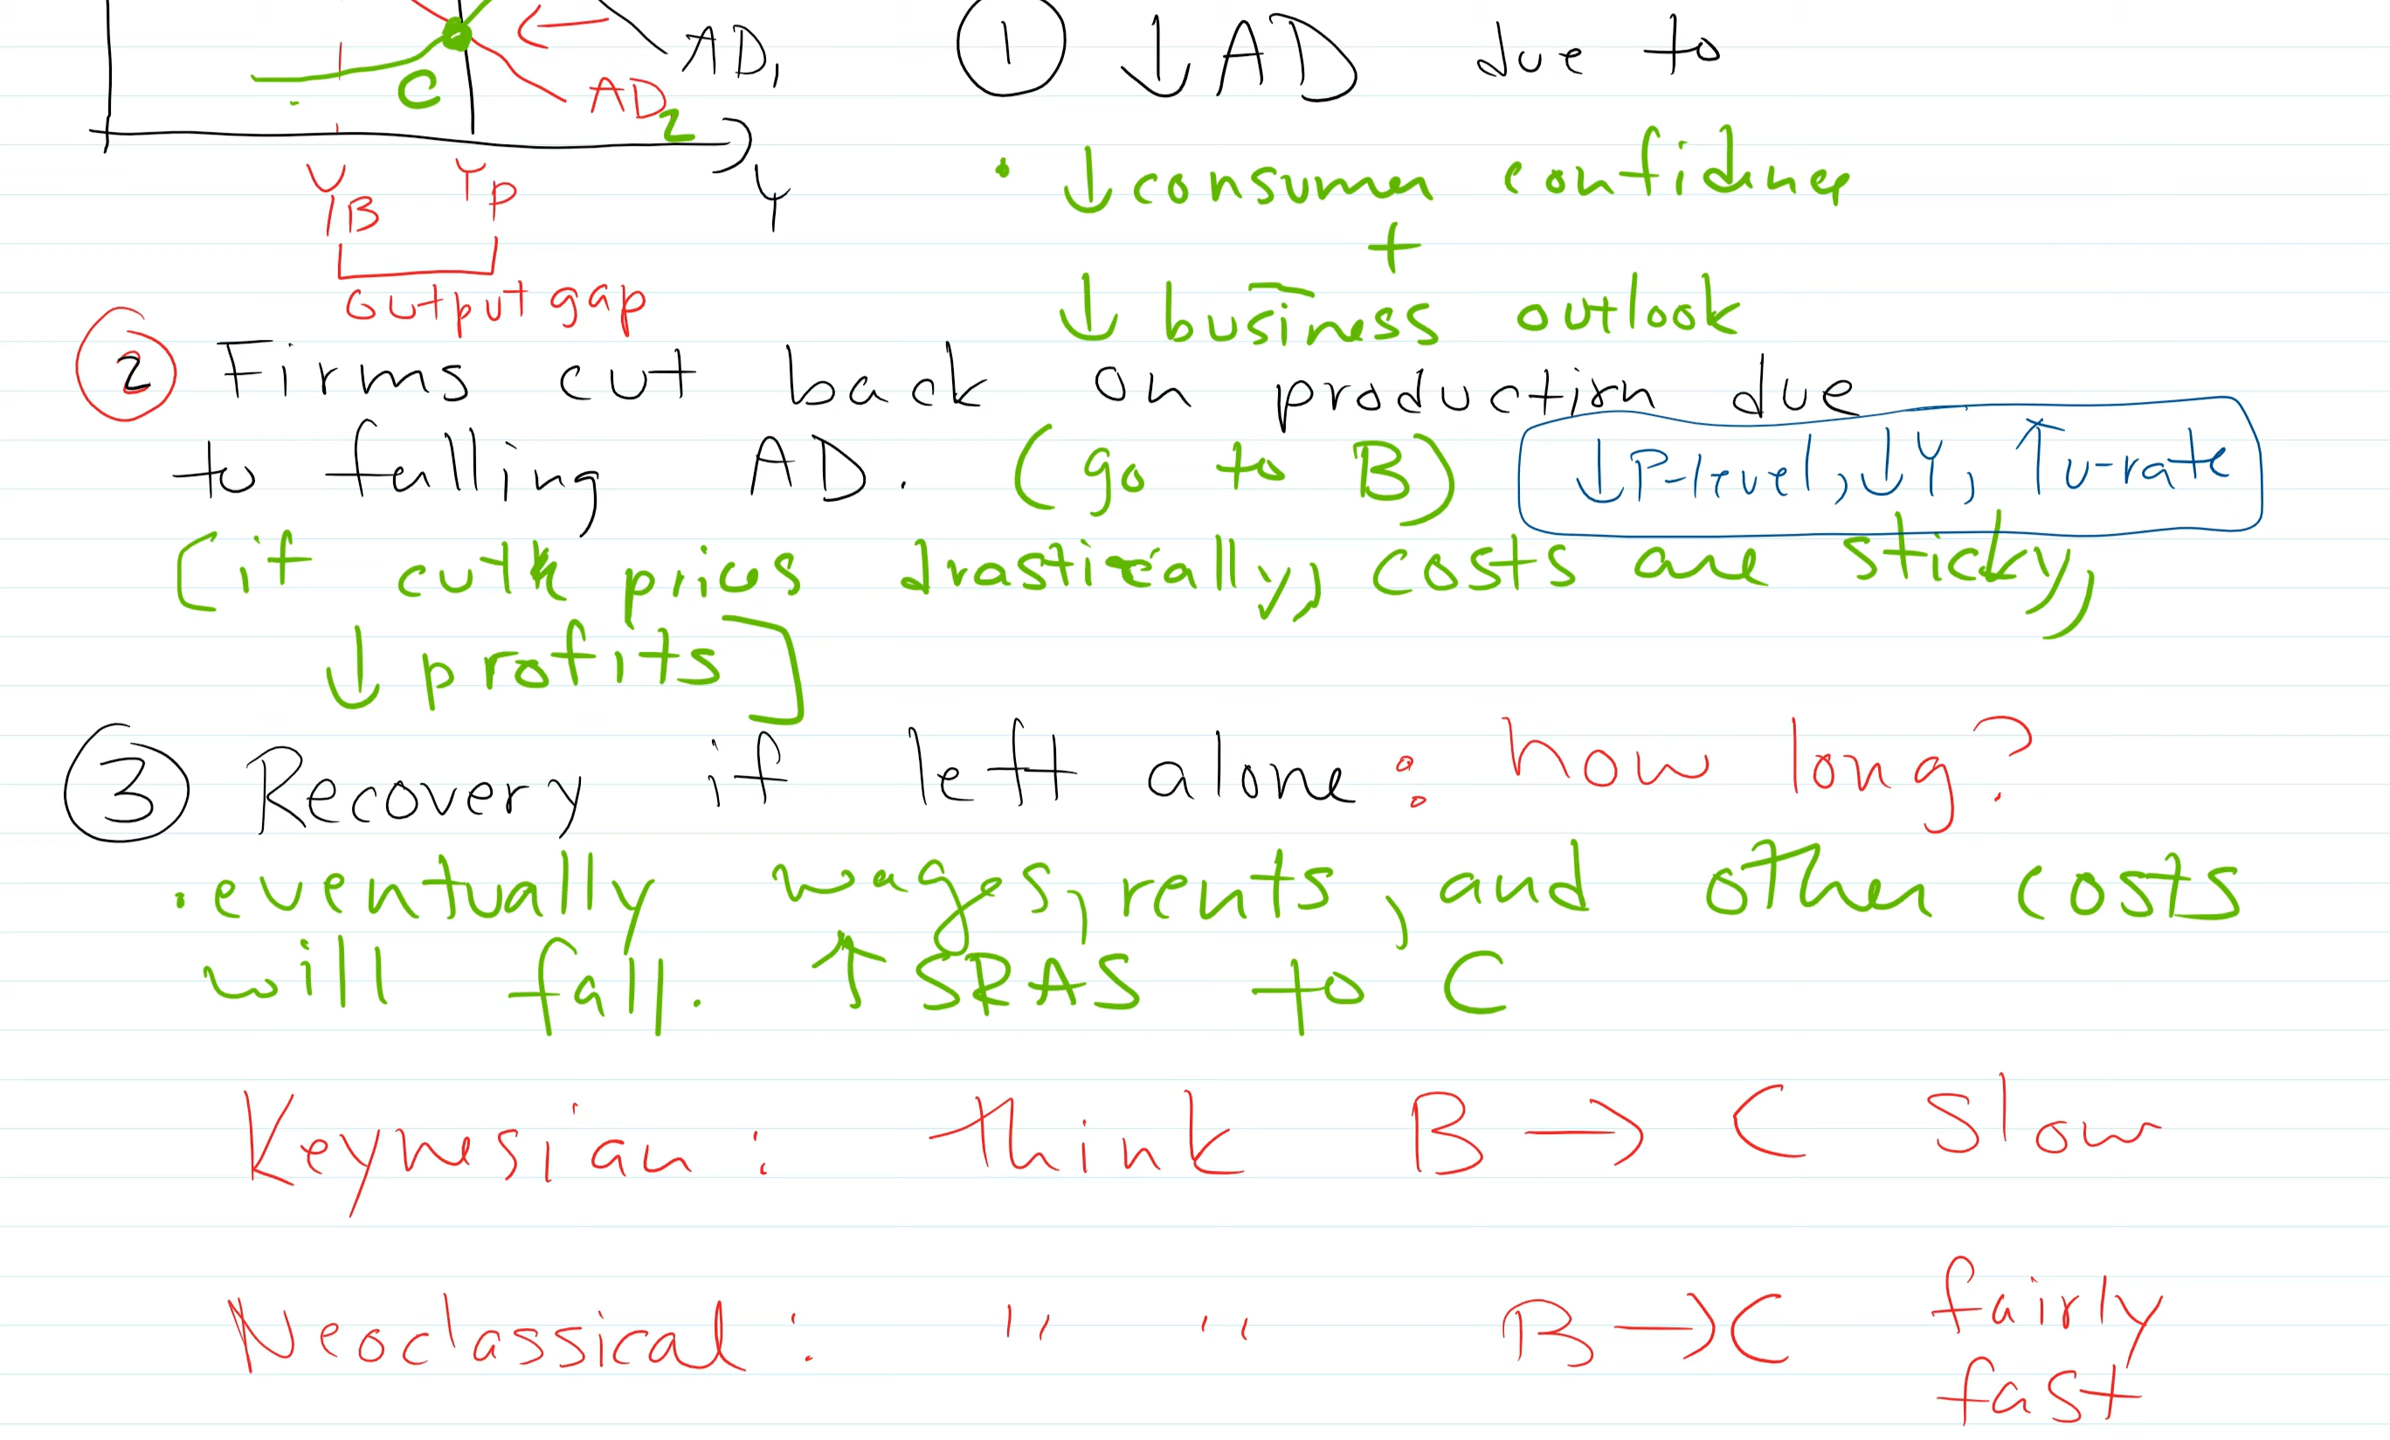 AD₁
C
AD₂
Y_B Y_P Y
output gap
① ↓AD due to
· ↓consumer confidence
+
↓ business outlook
② Firms cut back on production due
to falling AD. (go to B) ↓P-level, ↓Y, ↑u-rate
[if cut prices drastically, costs are sticky,
↓profits]
③ Recovery if left alone: how long?
· eventually wages, rents, and other costs
will fall. ↑SRAS to C
Keynesian: think B → C Slow
Neoclassical: " " B → C fairly
fast